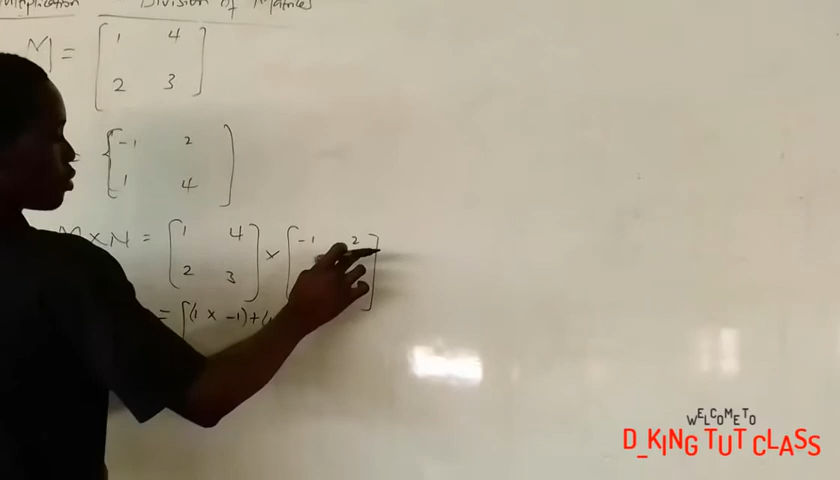 Multiplication Division of Matrices
M = [ 1 4
2 3 ]
= [ -1 2
1 4 ]
M × N = [ 1 4 × [ -1 2
2 3 ]
= [ (1 × -1) +
WELCOME TO
D_KING TUT CLASS